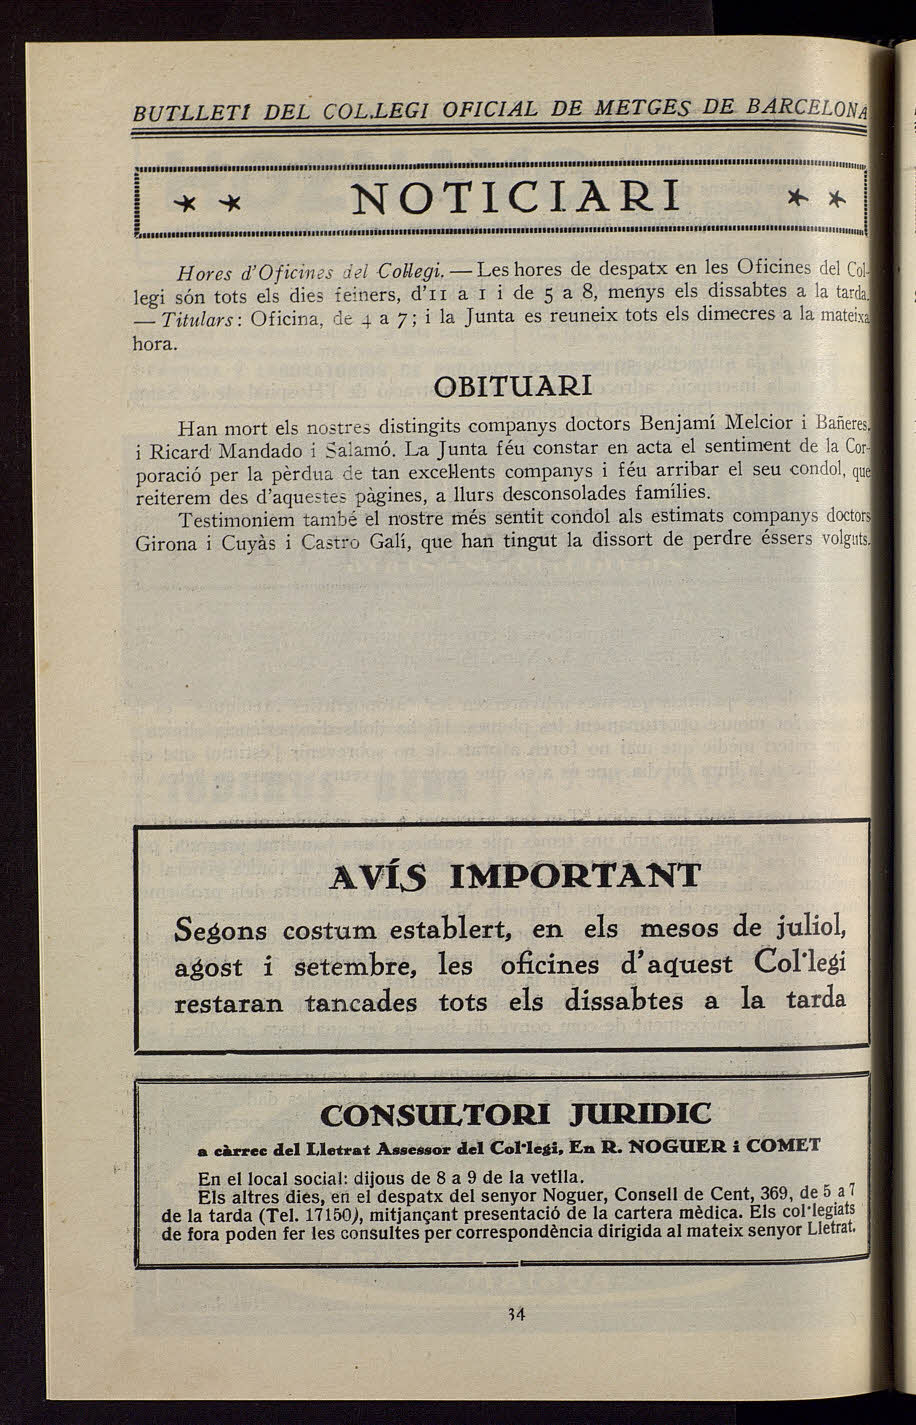 BUTLLETÍ DEL COL.LEGI OFICIAL DE METGES DE BARCELONA
NOTICIARI
Hores d'Oficines del Col·legi. — Les hores de despatx en les Oficines del Col-
legi són tots els dies feiners, d'11 a 1 i de 5 a 8, menys els dissabtes a la tarda.
— Titulars: Oficina, de 4 a 7; i la Junta es reuneix tots els dimecres a la mateixa
hora.
OBITUARI
Han mort els nostres distingits companys doctors Benjamí Melcior i Bañeres,
i Ricard Mandado i Salamó. La Junta féu constar en acta el sentiment de la Cor-
poració per la pèrdua de tan excel·lents companys i féu arribar el seu condol, que
reiterem des d'aquestes pàgines, a llurs desconsolades famílies.
Testimoniem també el nostre més sentit condol als estimats companys doctors
Girona i Cuyàs i Castro Galí, que han tingut la dissort de perdre éssers volguts.
AVÍS IMPORTANT
Segons costum establert, en els mesos de juliol,
agost i setembre, les oficines d'aquest Col·legi
restaran tancades tots els dissabtes a la tarda
CONSULTORI JURIDIC
a càrrec del Lletrat Assessor del Col·legi, En R. NOGUER i COMET
En el local social: dijous de 8 a 9 de la vetlla.
Els altres dies, en el despatx del senyor Noguer, Consell de Cent, 369, de 5 a 7
de la tarda (Tel. 17150), mitjançant presentació de la cartera mèdica. Els col·legiats
de fora poden fer les consultes per correspondència dirigida al mateix senyor Lletrat.
34